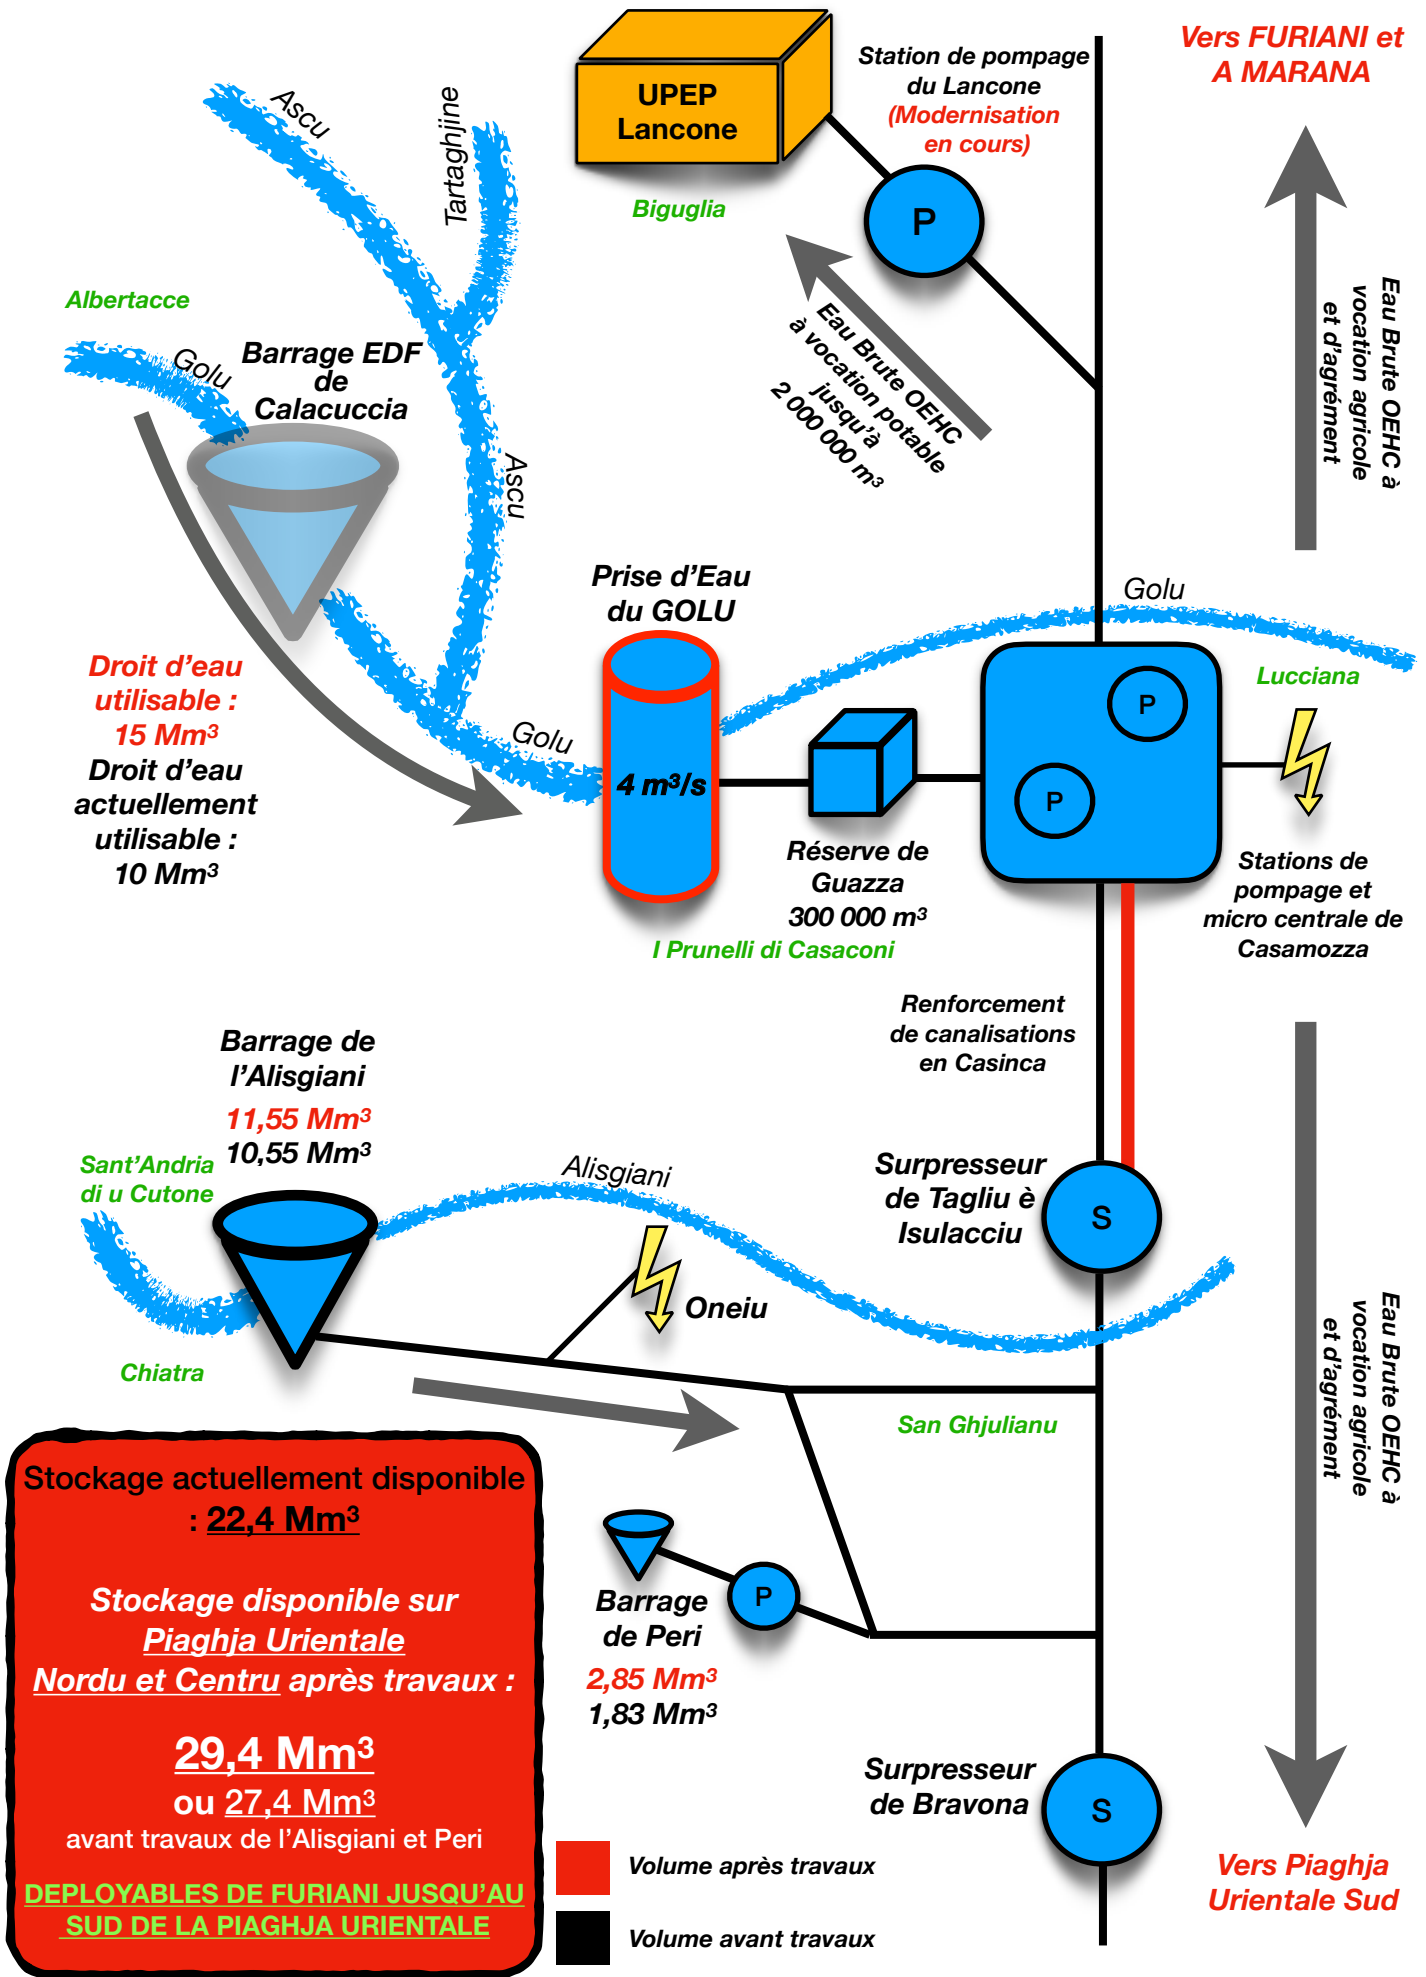 Vers FURIANI et
A MARANA
Station de pompage
du Lancone
(Modernisation
en cours)
UPEP
Lancone
P
Biguglia
Ascu
Tartaghjine
Albertacce
Golu
Barrage EDF
de
Calacuccia
Ascu
Eau Brute OEHC
à vocation potable
jusqu'à
2 000 000 m³
Eau Brute OEHC à
vocation agricole
et d'agrément
Prise d'Eau
du GOLU
Golu
Droit d'eau
utilisable :
15 Mm³
Droit d'eau
actuellement
utilisable :
10 Mm³
Golu
4 m³/s
P
P
Lucciana
Réserve de
Guazza
300 000 m³
I Prunelli di Casaconi
Stations de
pompage et
micro centrale de
Casamozza
Renforcement
de canalisations
en Casinca
Barrage de
l'Alisgiani
11,55 Mm³
10,55 Mm³
Sant'Andria
di u Cutone
Alisgiani
Surpresseur
de Tagliu è
Isulacciu
S
Oneiu
Chiatra
San Ghjulianu
Eau Brute OEHC à
vocation agricole
et d'agrément
Stockage actuellement disponible
: 22,4 Mm³
Stockage disponible sur
Piaghja Urientale
Nordu et Centru après travaux :
29,4 Mm³
ou 27,4 Mm³
avant travaux de l'Alisgiani et Peri
DEPLOYABLES DE FURIANI JUSQU'AU
SUD DE LA PIAGHJA URIENTALE
P
Barrage
de Peri
2,85 Mm³
1,83 Mm³
Surpresseur
de Bravona
S
Volume après travaux
Volume avant travaux
Vers Piaghja
Urientale Sud